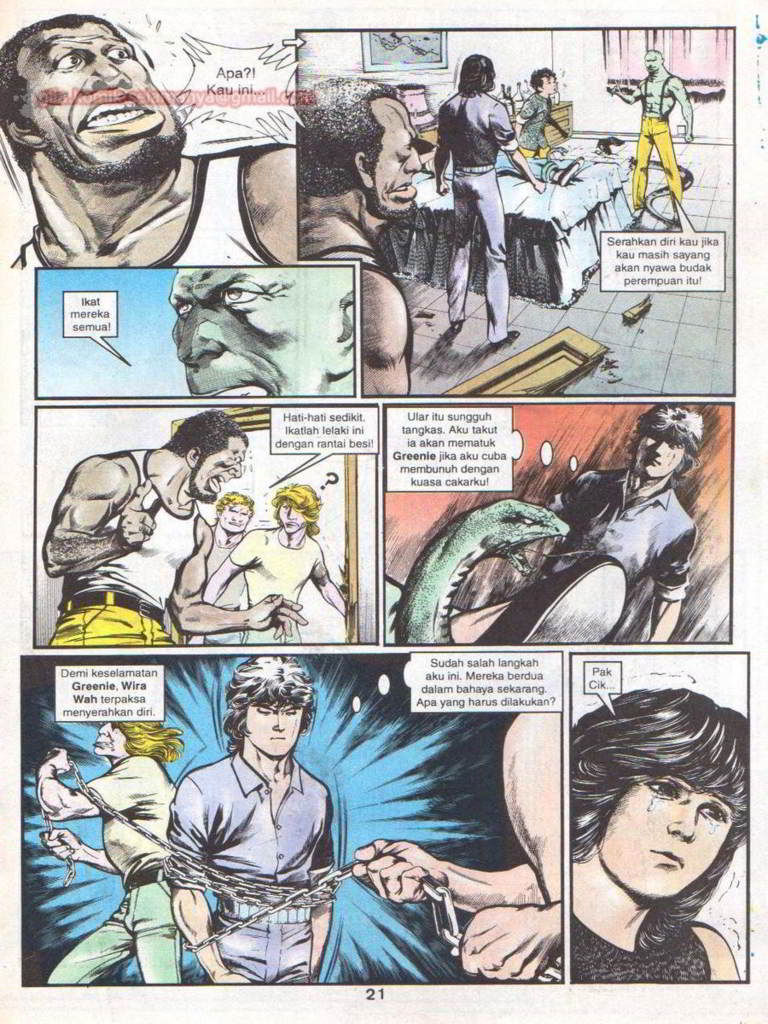 Apa?!
Kau ini..
Serahkan diri kau jika
kau masih sayang
akan nyawa budak
perempuan itu!
Ikat
mereka
semua!
Hati-hati sedikit.
Ikatlah lelaki ini
dengan rantai besi!
?
Ular itu sungguh
tangkas. Aku takut
ia akan mematuk
Greenie jika aku cuba
membunuh dengan
kuasa cakarku!
Demi keselamatan
Greenie, Wira
Wah terpaksa
menyerahkan diri.
Sudah salah langkah
aku ini. Mereka berdua
dalam bahaya sekarang.
Apa yang harus dilakukan?
Pak
Cik...
21